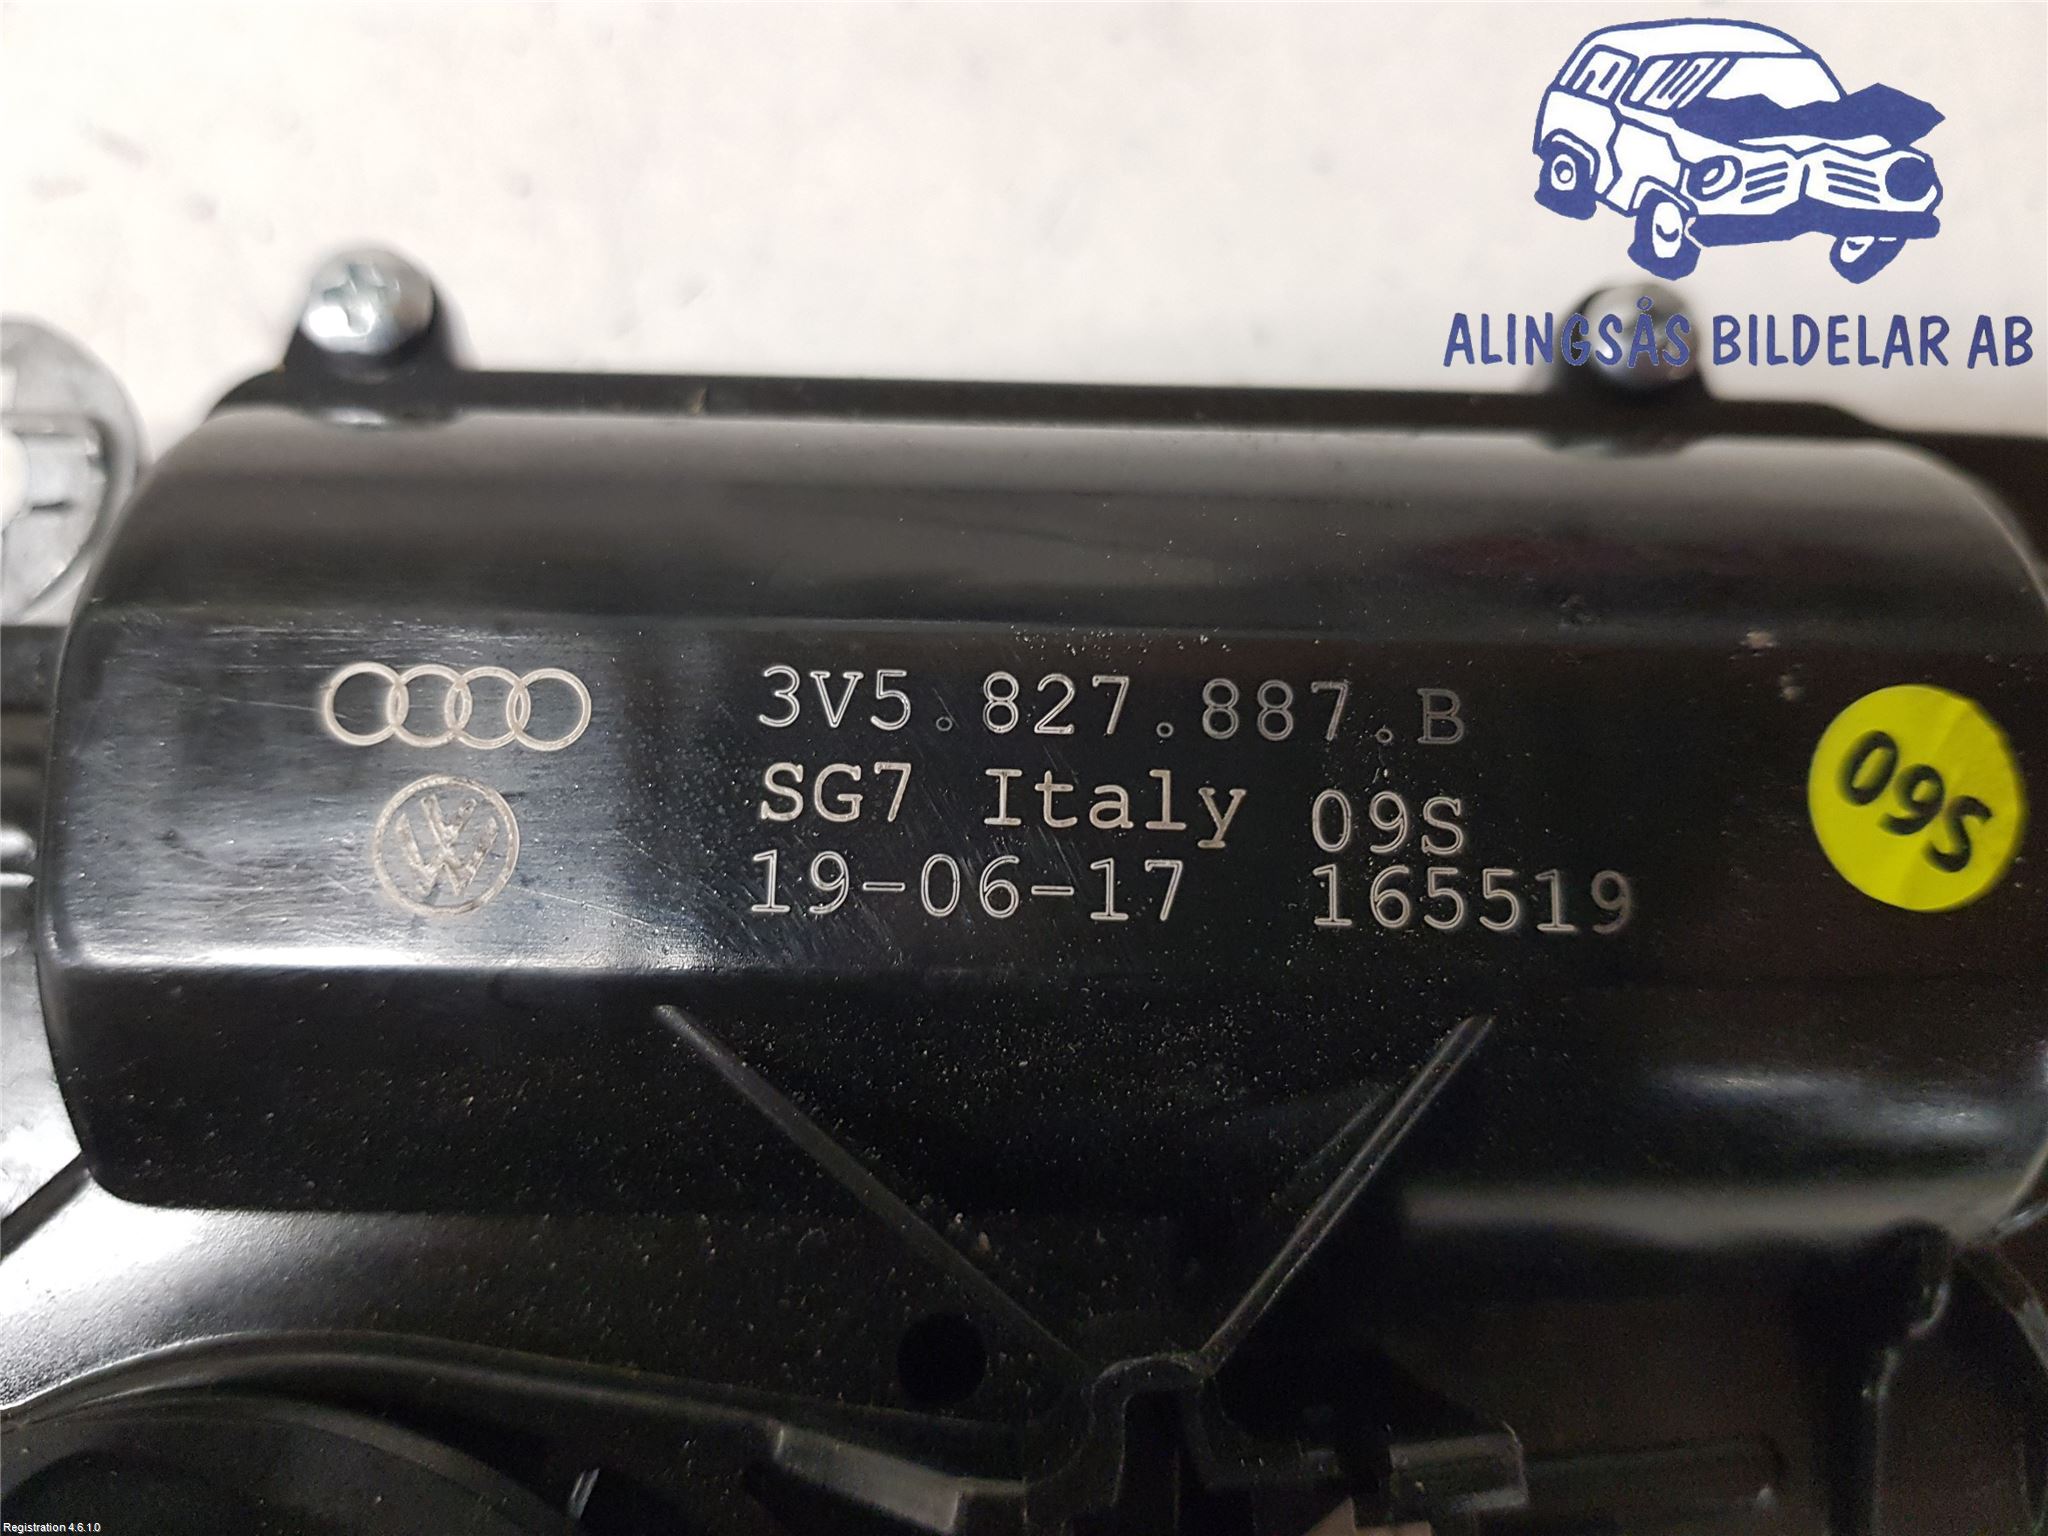 ALINGSÅS BILDELAR AB
3V5.827.887.B
SG7 Italy 09S
19-06-17 165519
09S
Registration 4.6.1.0